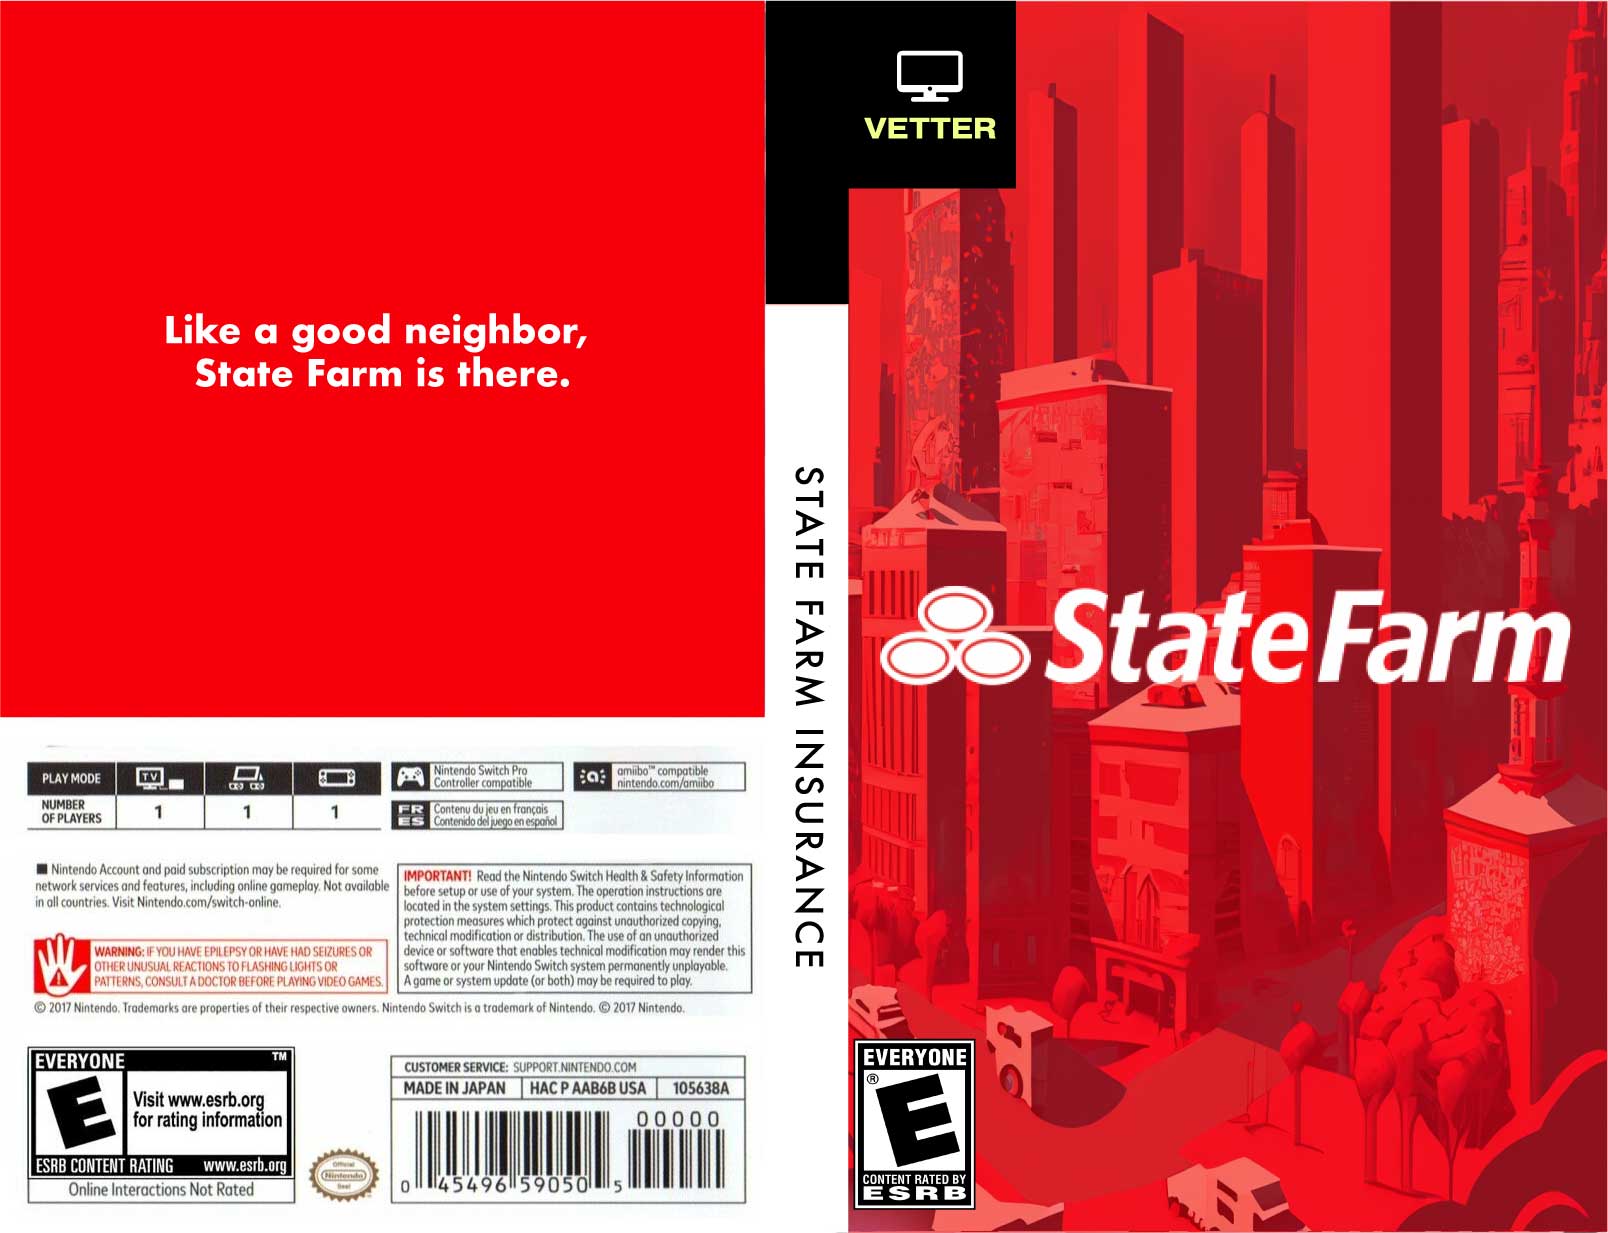 Like a good neighbor,
State Farm is there.
PLAY MODE
TV
NUMBER
OF PLAYERS
1
1
1
Nintendo Switch Pro
Controller compatible
amiibo™ compatible
nintendo.com/amiibo
FR
ES
Contenu du jeu en français
Contenido del juego en español
■ Nintendo Account and paid subscription may be required for some
network services and features, including online gameplay. Not available
in all countries. Visit Nintendo.com/switch-online.
WARNING: IF YOU HAVE EPILEPSY OR HAVE HAD SEIZURES OR
OTHER UNUSUAL REACTIONS TO FLASHING LIGHTS OR
PATTERNS, CONSULT A DOCTOR BEFORE PLAYING VIDEO GAMES.
IMPORTANT! Read the Nintendo Switch Health & Safety Information
before setup or use of your system. The operation instructions are
located in the system settings. This product contains technological
protection measures which protect against unauthorized copying,
technical modification or distribution. The use of an unauthorized
device or software that enables technical modification may render this
software or your Nintendo Switch system permanently unplayable.
A game or system update (or both) may be required to play.
© 2017 Nintendo. Trademarks are properties of their respective owners. Nintendo Switch is a trademark of Nintendo. © 2017 Nintendo.
EVERYONE ™
E
Visit www.esrb.org
for rating information
ESRB CONTENT RATING www.esrb.org
Online Interactions Not Rated
Official
Nintendo
Seal
CUSTOMER SERVICE: SUPPORT.NINTENDO.COM
MADE IN JAPAN HAC P AAB6B USA 105638A
00000
0 45496 59050 5
STATE FARM INSURANCE
VETTER
State Farm
EVERYONE
®
E
CONTENT RATED BY
ESRB